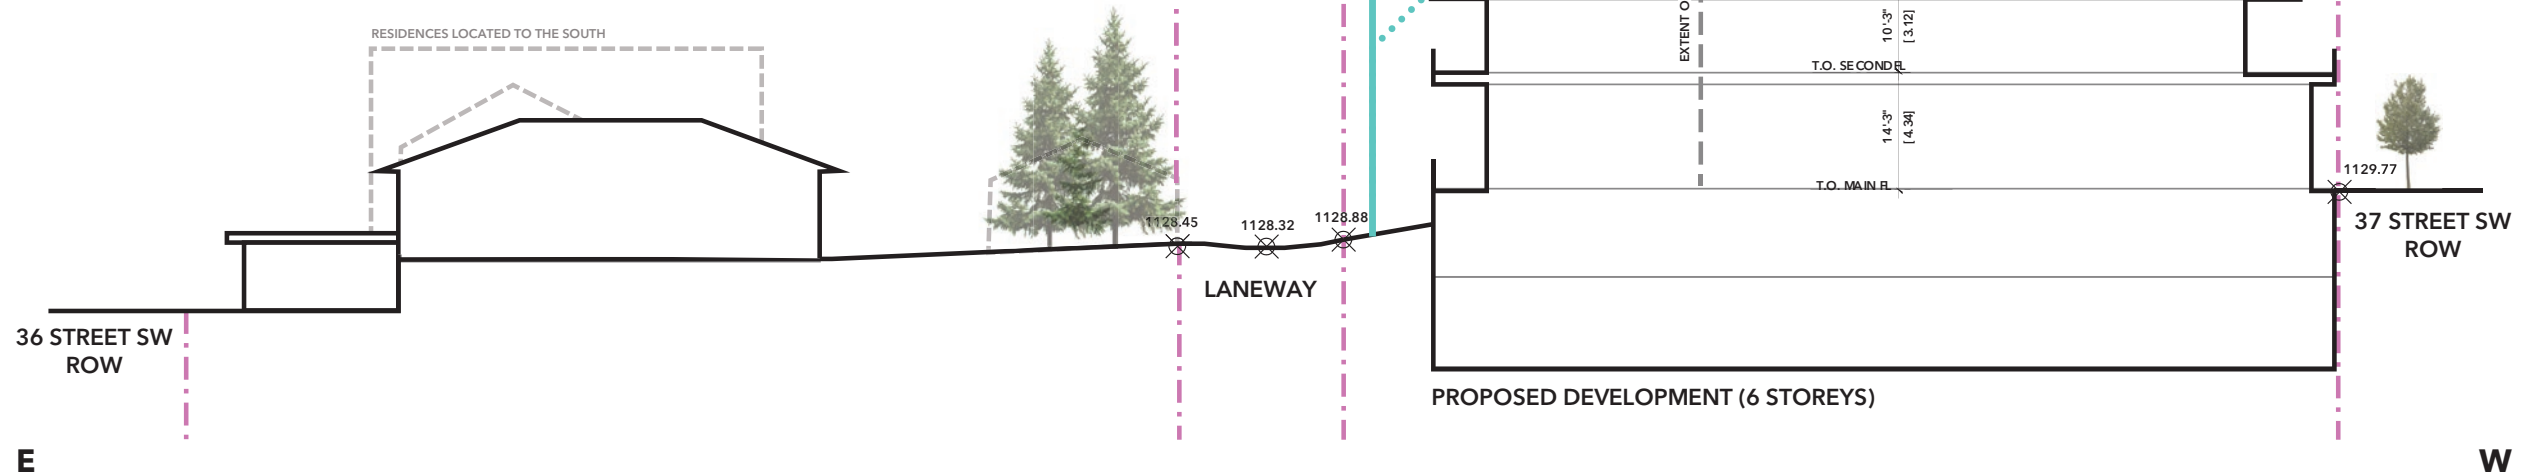 RESIDENCES LOCATED TO THE SOUTH
EXTENT O
10'-3"
[3.12]
T.O. SECOND FL
14'-3"
[4.34]
T.O. MAIN FL
1129.77
37 STREET SW
ROW
1128.45
1128.32
1128.88
LANEWAY
36 STREET SW
ROW
PROPOSED DEVELOPMENT (6 STOREYS)
E
W